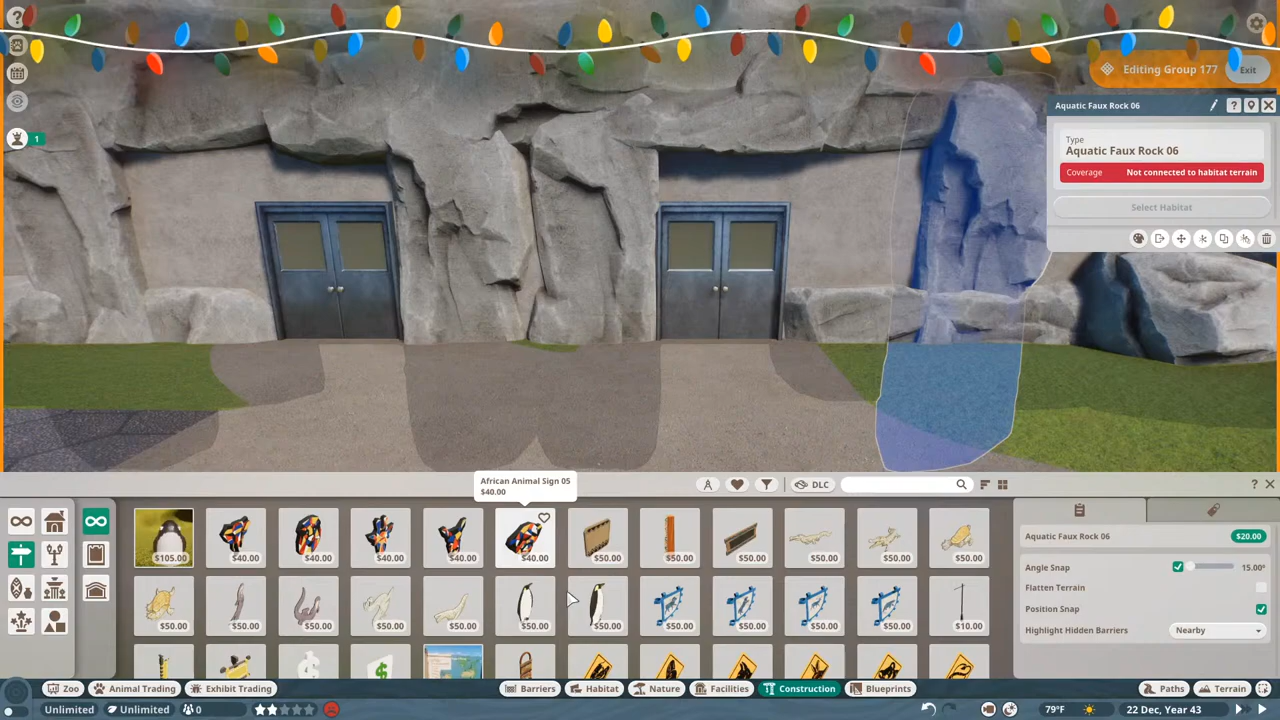 ?
Editing Group 177
Exit
Aquatic Faux Rock 06
?
1
Type
Aquatic Faux Rock 06
Coverage Not connected to habitat terrain
Select Habitat
African Animal Sign 05
$40.00
DLC
?
$105.00 $40.00 $40.00 $40.00 $40.00 $40.00 $50.00 $50.00 $50.00 $50.00 $50.00 $50.00
Aquatic Faux Rock 06 $20.00
Angle Snap 15.00°
Flatten Terrain
Position Snap
Highlight Hidden Barriers Nearby
$50.00 $50.00 $50.00 $50.00 $50.00 $50.00 $50.00 $50.00 $50.00 $50.00 $50.00 $10.00
Zoo Animal Trading Exhibit Trading Barriers Habitat Nature Facilities Construction Blueprints Paths Terrain
Unlimited Unlimited 0 79°F 22 Dec, Year 43